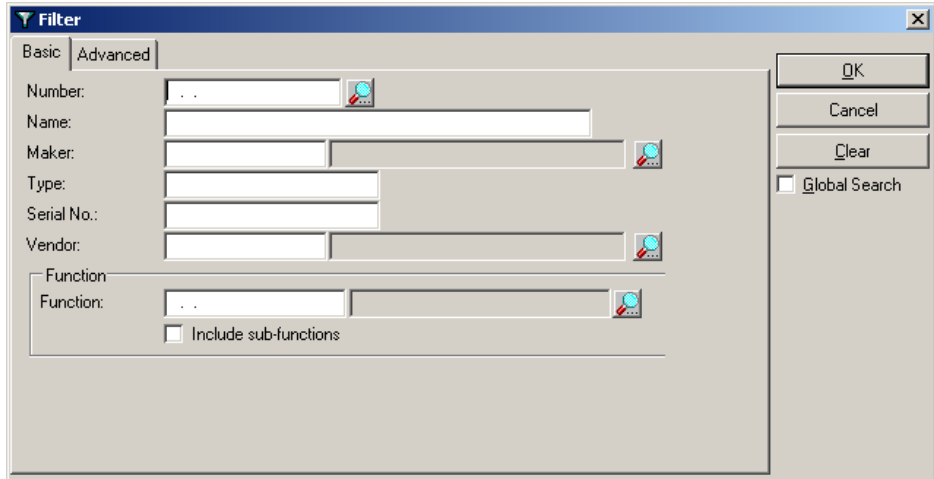 Filter
Basic Advanced
OK
Number: . .
Cancel
Name:
Maker:
Clear
Type:
Global Search
Serial No.:
Vendor:
Function
Function: . .
Include sub-functions